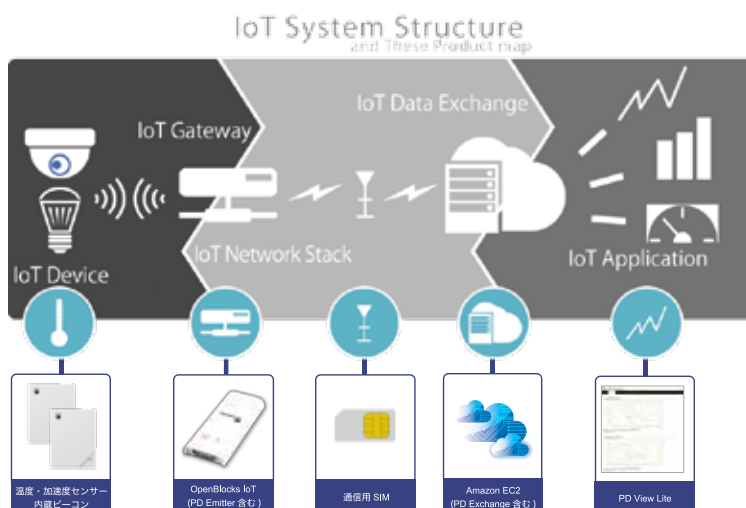 IoT System Structure
and These Product map
IoT Gateway
IoT Data Exchange
IoT Network Stack
IoT Device
IoT Application
温度・加速度センサー
内蔵ビーコン
OpenBlocks IoT
(PD Emitter 含む)
通信用 SIM
Amazon EC2
(PD Exchange 含む)
PD View Lite